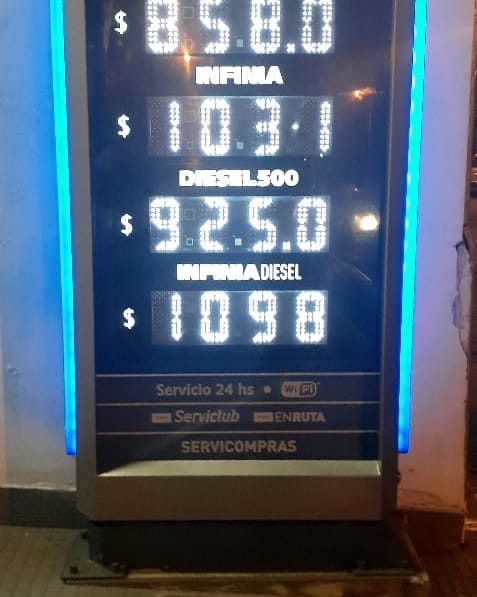 $ 858.0
INFINIA
$ 1031
DIESEL500
$ 925.0
INFINIA DIESEL
$ 1098
Servicio 24 hs • WiFi
Serviclub ENRUTA
SERVICOMPRAS